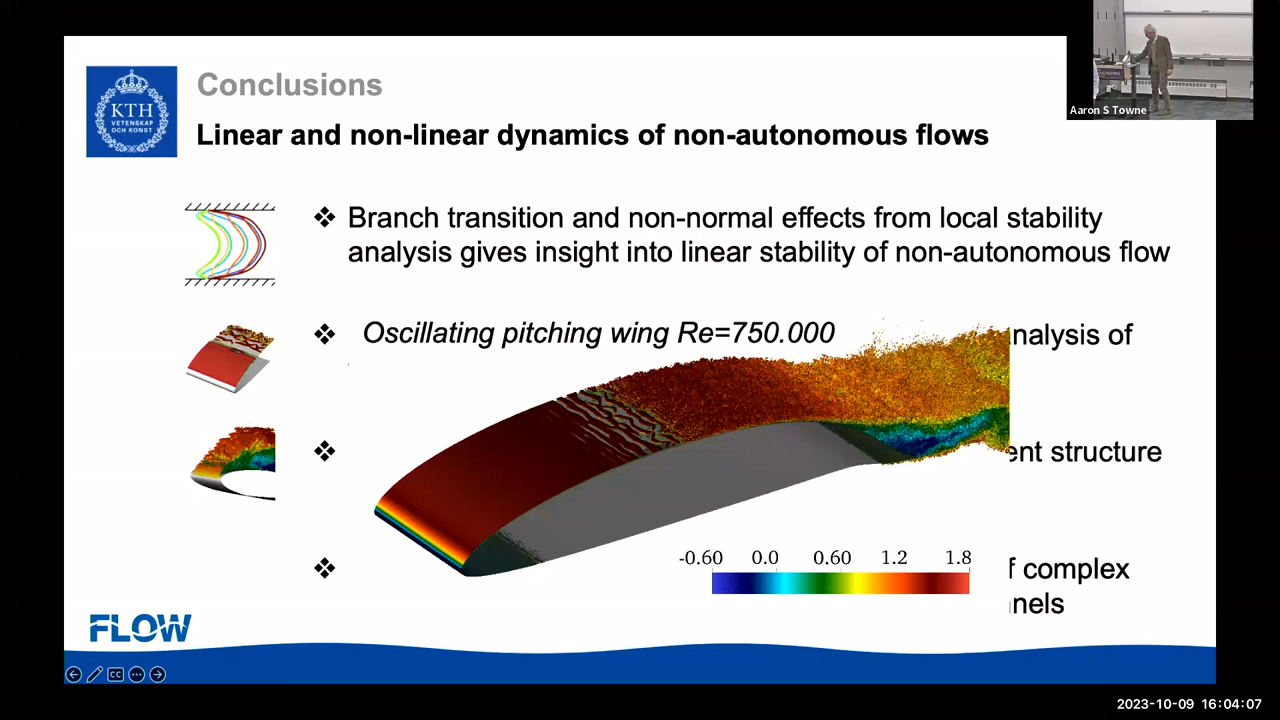 Conclusions
Linear and non-linear dynamics of non-autonomous flows
KTH
VETENSKAP
OCH KONST
Aaron S Towne
❖ Branch transition and non-normal effects from local stability
analysis gives insight into linear stability of non-autonomous flow
❖ Oscillating pitching wing Re=750.000 nalysis of
❖ ent structure
-0.60 0.0 0.60 1.2 1.8
❖ f complex
nnels
FLOW
CC
2023-10-09 16:04:07